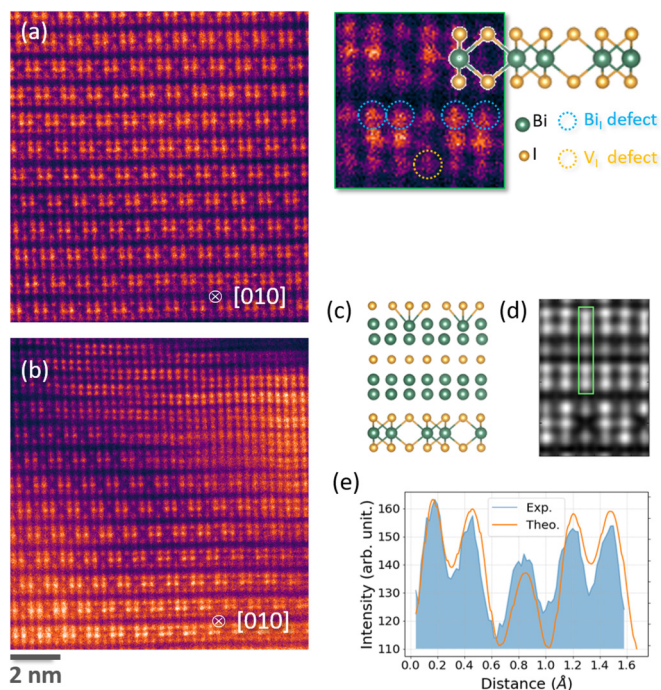 (a)
⊗ [010]
Bi
Bi_I defect
I
V_I defect
(b)
⊗ [010]
2 nm
(c)
(d)
(e)
Exp.
Theo.
160
150
140
130
120
110
Intensity (arb. unit.)
0.0 0.2 0.4 0.6 0.8 1.0 1.2 1.4 1.6
Distance (Å)